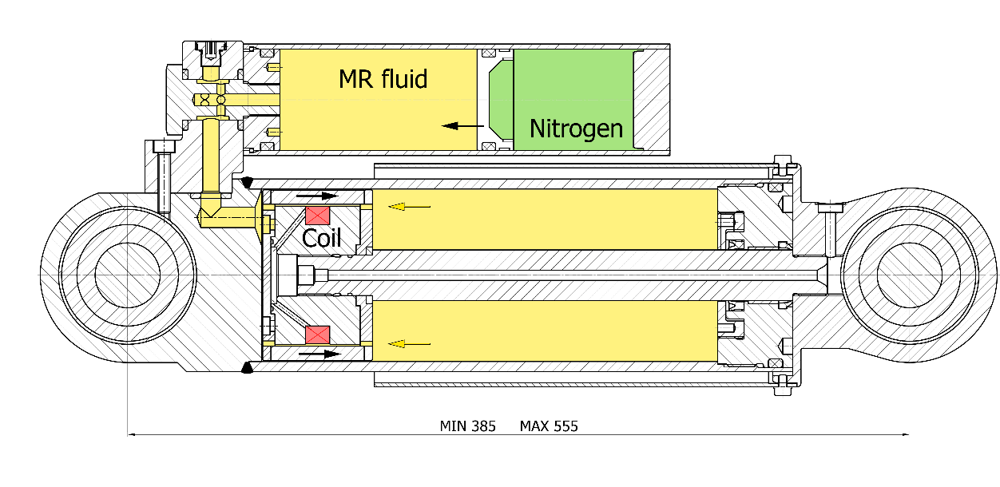 MR fluid
Nitrogen
Coil
MIN 385 MAX 555